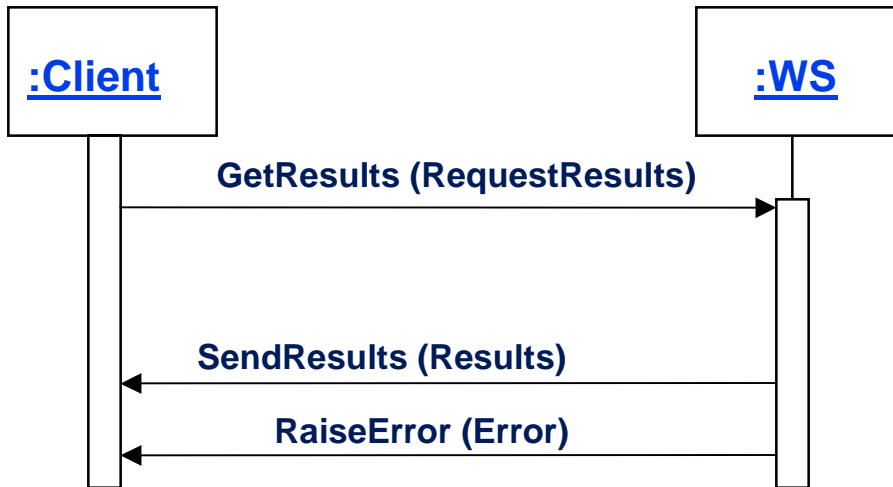 :Client
:WS
GetResults (RequestResults)
SendResults (Results)
RaiseError (Error)